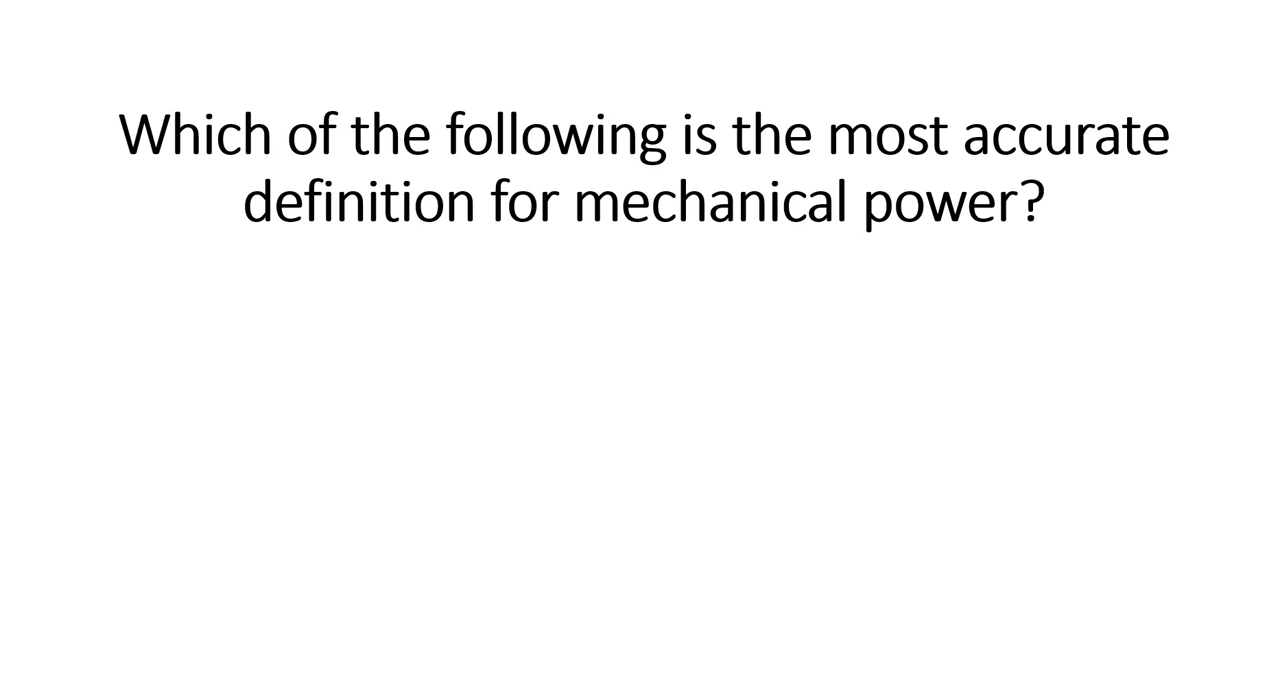 Which of the following is the most accurate
definition for mechanical power?